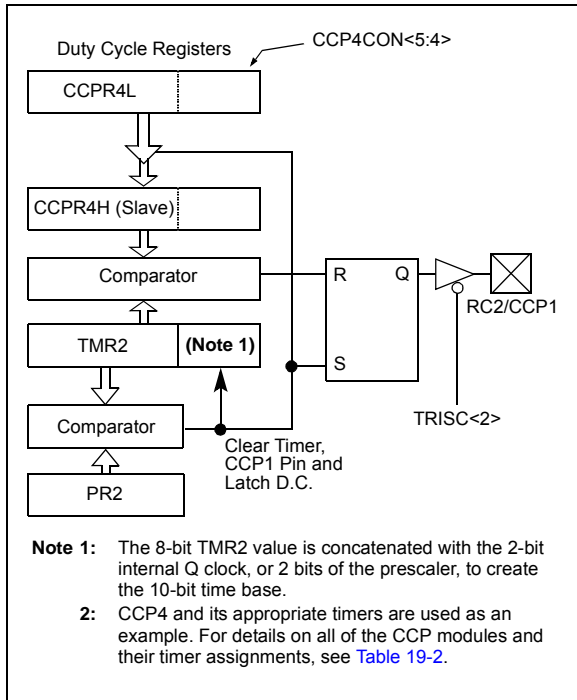 Duty Cycle Registers
CCP4CON<5:4>
CCPR4L
CCPR4H (Slave)
Comparator
R
Q
RC2/CCP1
TMR2
(Note 1)
S
TRISC<2>
Comparator
Clear Timer,
CCP1 Pin and
Latch D.C.
PR2
Note 1: The 8-bit TMR2 value is concatenated with the 2-bit
internal Q clock, or 2 bits of the prescaler, to create
the 10-bit time base.
2: CCP4 and its appropriate timers are used as an
example. For details on all of the CCP modules and
their timer assignments, see Table 19-2.